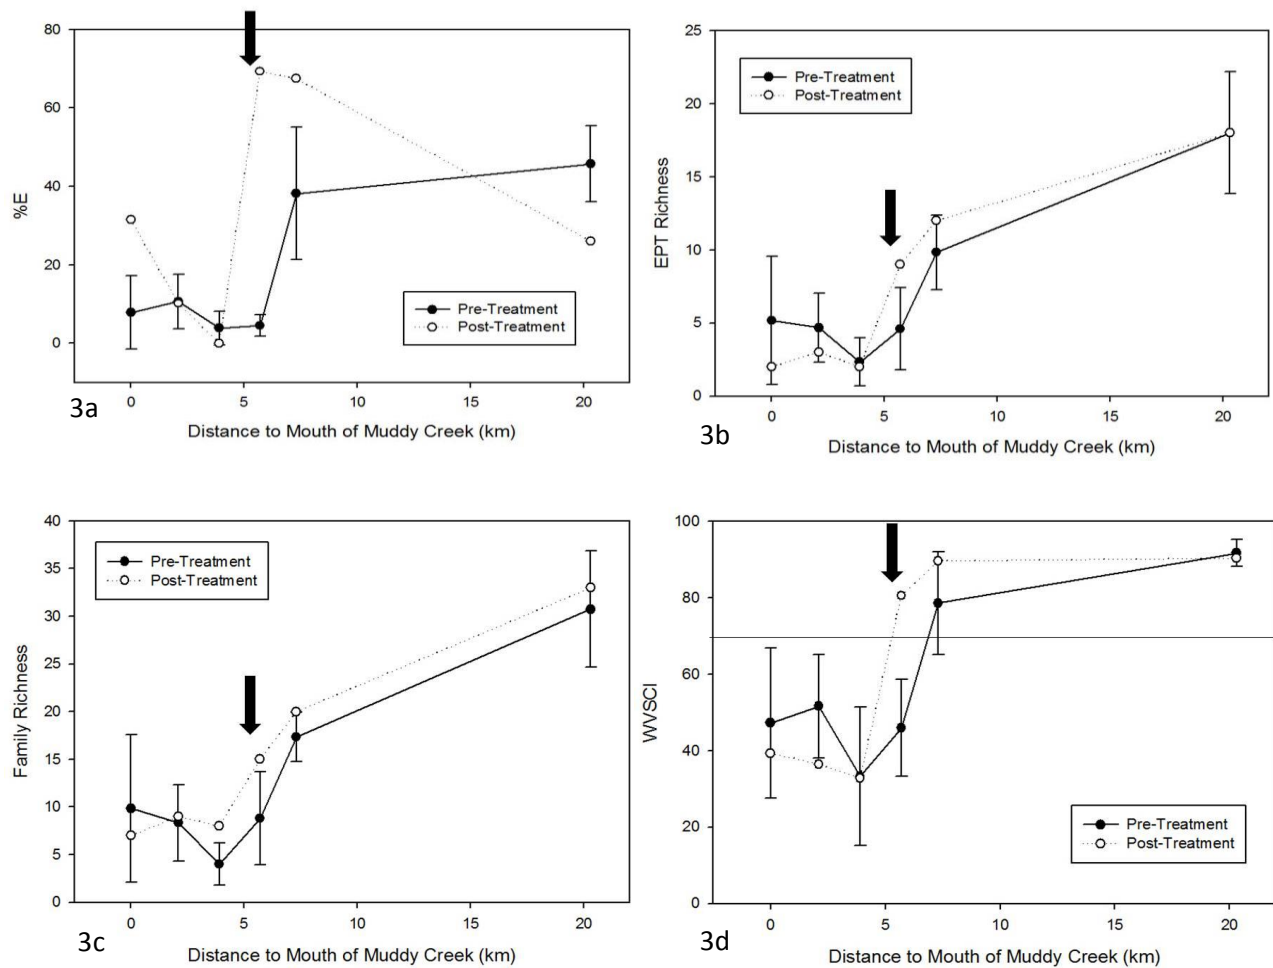 80
60
40
20
0
%E
Pre-Treatment
Post-Treatment
0 5 10 15 20
Distance to Mouth of Muddy Creek (km)
3a
25
20
15
10
5
0
EPT Richness
Pre-Treatment
Post-Treatment
0 5 10 15 20
Distance to Mouth of Muddy Creek (km)
3b
40
35
30
25
20
15
10
5
0
Family Richness
Pre-Treatment
Post-Treatment
0 5 10 15 20
Distance to Mouth of Muddy Creek (km)
3c
100
80
60
40
20
0
WVSCI
Pre-Treatment
Post-Treatment
0 5 10 15 20
Distance to Mouth of Muddy Creek (km)
3d